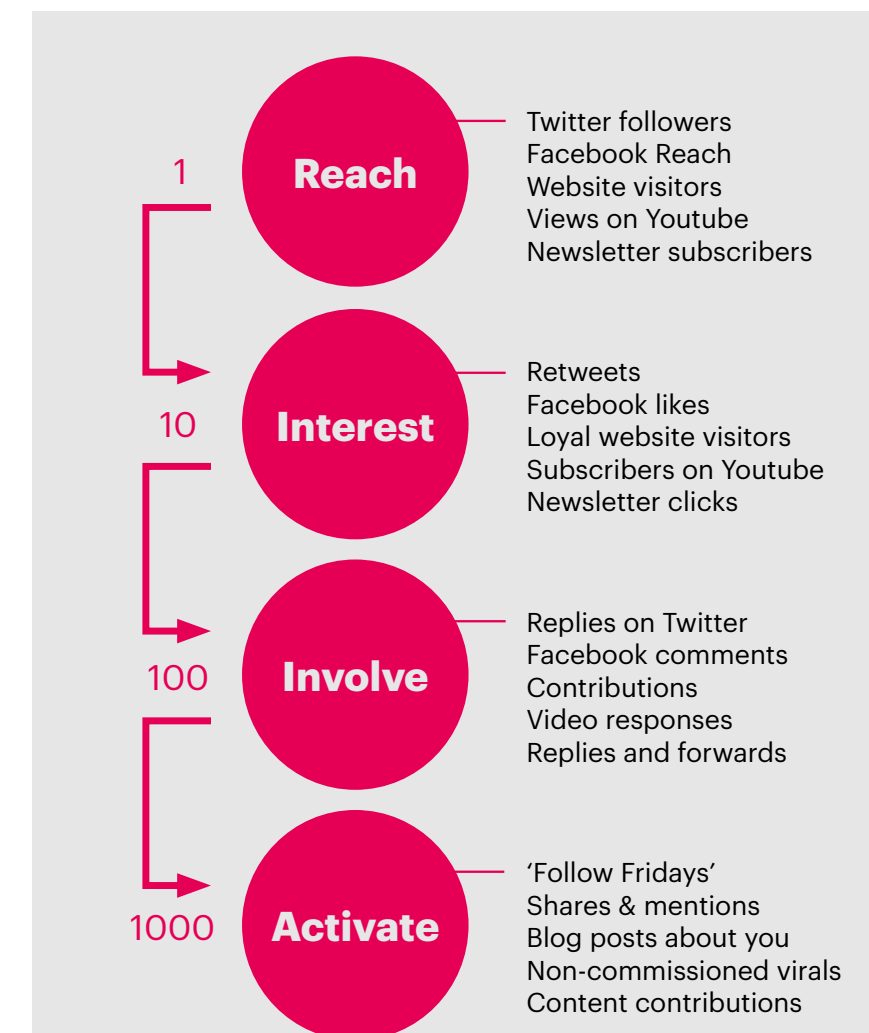 1
Reach
Twitter followers
Facebook Reach
Website visitors
Views on Youtube
Newsletter subscribers
10
Interest
Retweets
Facebook likes
Loyal website visitors
Subscribers on Youtube
Newsletter clicks
100
Involve
Replies on Twitter
Facebook comments
Contributions
Video responses
Replies and forwards
1000
Activate
‘Follow Fridays’
Shares & mentions
Blog posts about you
Non-commissioned virals
Content contributions